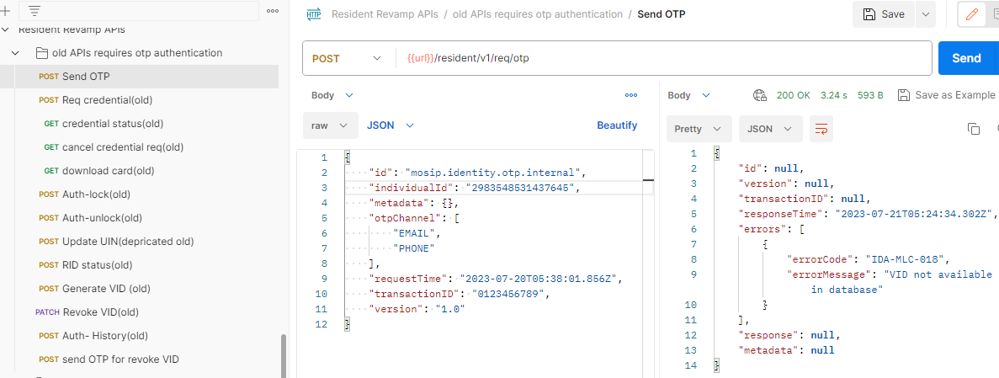 Resident Revamp APIs / old APIs requires otp authentication / Send OTP
Save
Resident Revamp APIs
old APIs requires otp authentication
POST Send OTP
POST Req credential(old)
GET credential status(old)
GET cancel credential req(old)
GET download card(old)
POST Auth-lock(old)
POST Auth-unlock(old)
POST Update UIN(depricated old)
POST RID status(old)
POST Generate VID (old)
PATCH Revoke VID(old)
POST Auth- History(old)
POST send OTP for revoke VID
HTTP
POST {{url}}/resident/v1/req/otp Send
Body
raw JSON Beautify
1 {
2 "id": "mosip.identity.otp.internal",
3 "individualId": "2983548531437645",
4 "metadata": {},
5 "otpChannel": [
6 "EMAIL",
7 "PHONE"
8 ],
9 "requestTime": "2023-07-20T05:38:01.856Z",
10 "transactionID": "0123456789",
11 "version": "1.0"
12 }
Body 200 OK 3.24 s 593 B Save as Example
Pretty JSON
1 {
2 "id": null,
3 "version": null,
4 "transactionID": null,
5 "responseTime": "2023-07-21T05:24:34.302Z",
6 "errors": [
7 {
8 "errorCode": "IDA-MLC-018",
9 "errorMessage": "VID not available
in database"
10 }
11 ],
12 "response": null,
13 "metadata": null
14 }